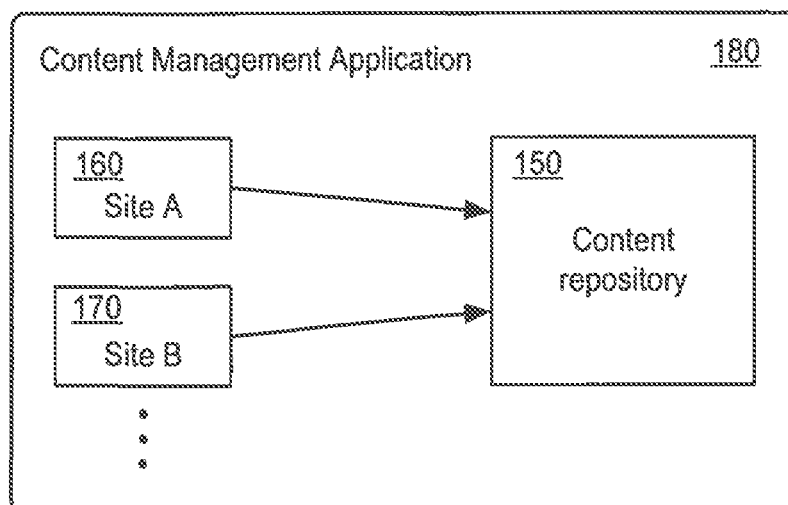 Content Management Application
180
160
Site A
150
Content
repository
170
Site B